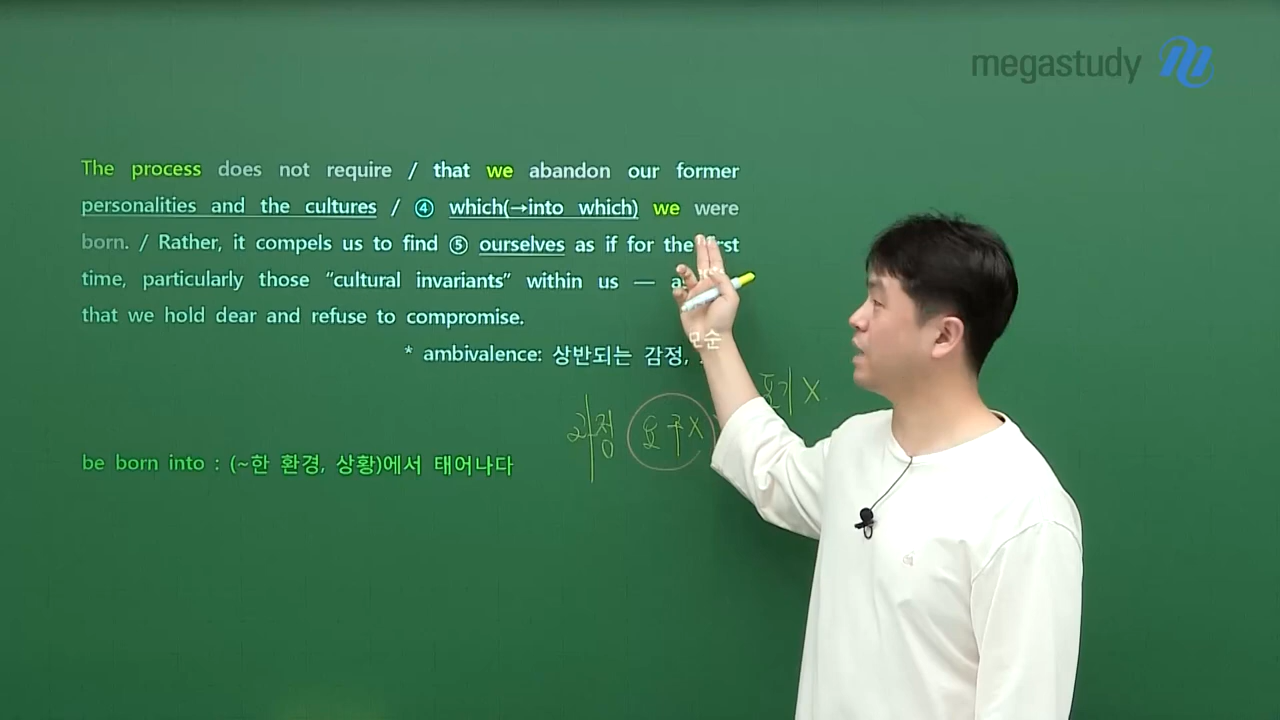 megastudy
The process does not require / that we abandon our former
personalities and the cultures / ④ which(→into which) we were
born. / Rather, it compels us to find ⑤ ourselves as if for the first
time, particularly those “cultural invariants” within us —
that we hold dear and refuse to compromise.
* ambivalence: 상반되는 감정,
모순
포기 X
과정 요구X
be born into : (~한 환경, 상황)에서 태어나다